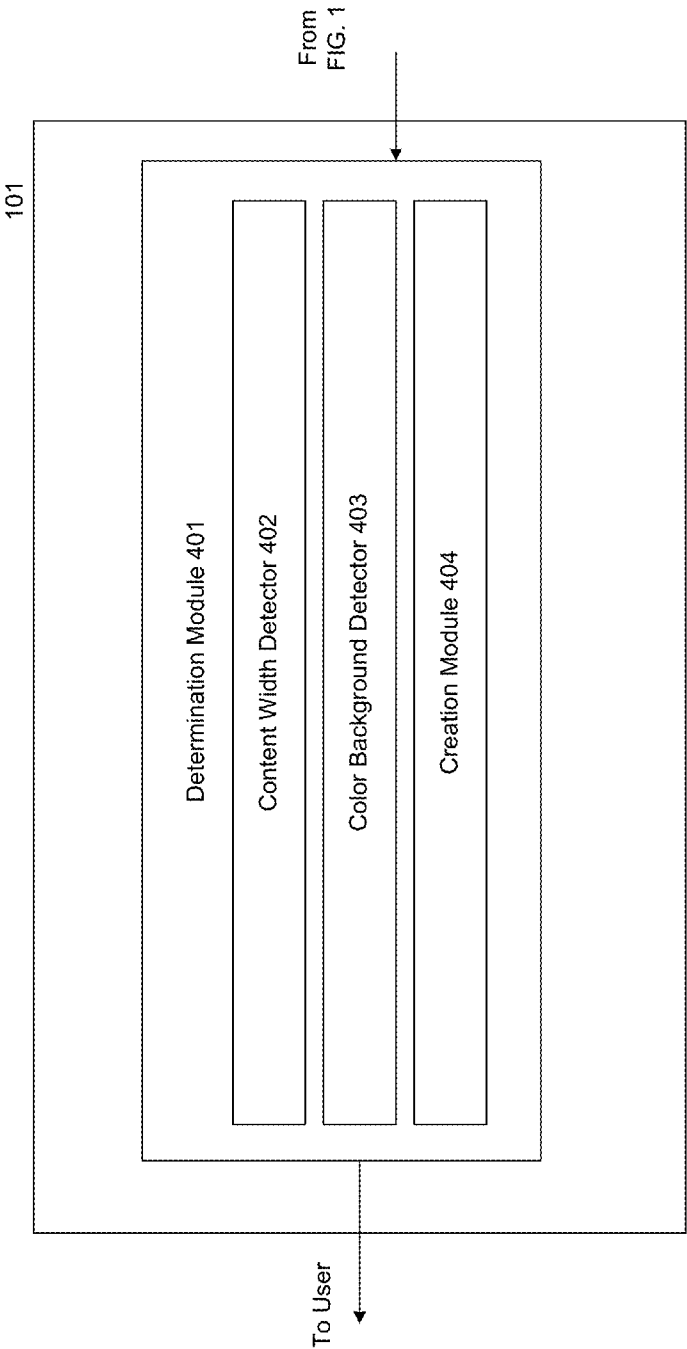 101
From
FIG. 1
Determination Module 401
Content Width Detector 402
Color Background Detector 403
Creation Module 404
To User